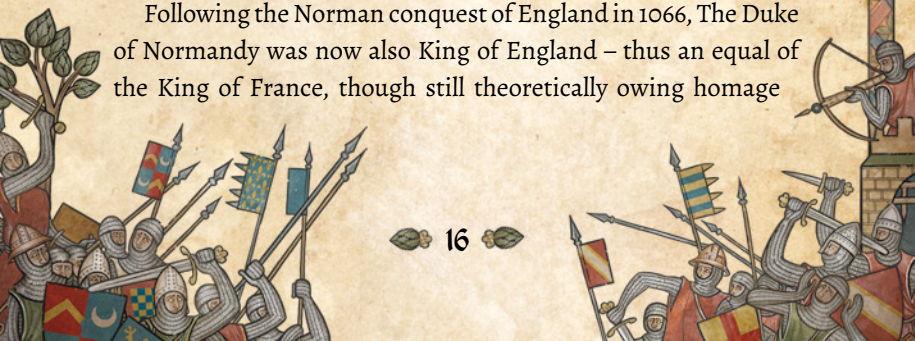 Following the Norman conquest of England in 1066, The Duke
of Normandy was now also King of England – thus an equal of
the King of France, though still theoretically owing homage
16